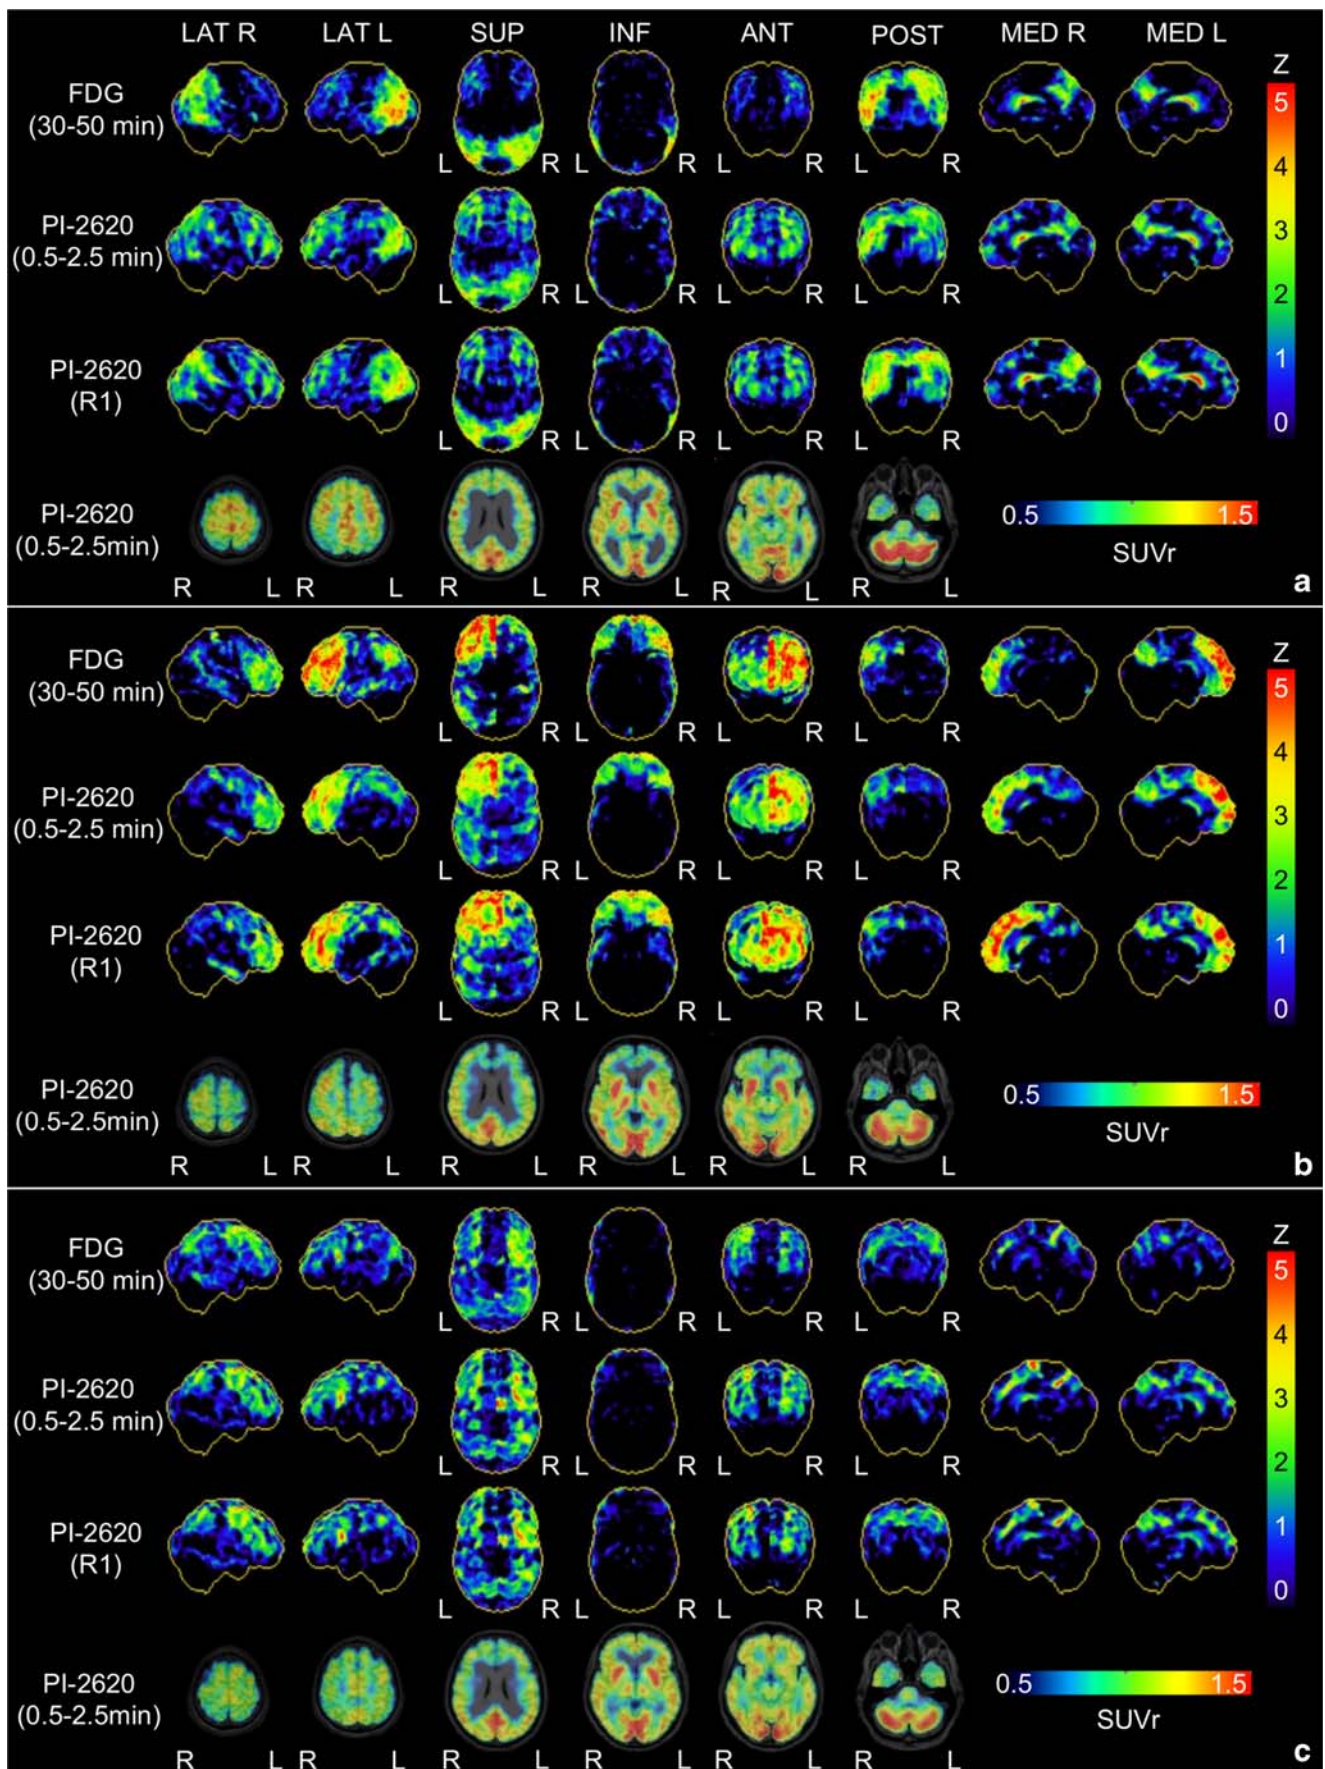 LAT R LAT L SUP INF ANT POST MED R MED L
Z
FDG
(30-50 min)
5
4
L R L R L R L R
PI-2620
(0.5-2.5 min)
3
2
L R L R L R L R
PI-2620
(R1)
1
0
L R L R L R L R
PI-2620
(0.5-2.5min)
0.5 1.5
SUVr
R L R L R L R L R L R L
a
FDG
(30-50 min)
Z
5
4
L R L R L R L R
PI-2620
(0.5-2.5 min)
3
2
L R L R L R L R
PI-2620
(R1)
1
0
L R L R L R L R
PI-2620
(0.5-2.5min)
0.5 1.5
SUVr
R L R L R L R L R L R L
b
FDG
(30-50 min)
Z
5
4
L R L R L R L R
PI-2620
(0.5-2.5 min)
3
2
L R L R L R L R
PI-2620
(R1)
1
0
L R L R L R L R
PI-2620
(0.5-2.5min)
0.5 1.5
SUVr
R L R L R L R L R L R L
c